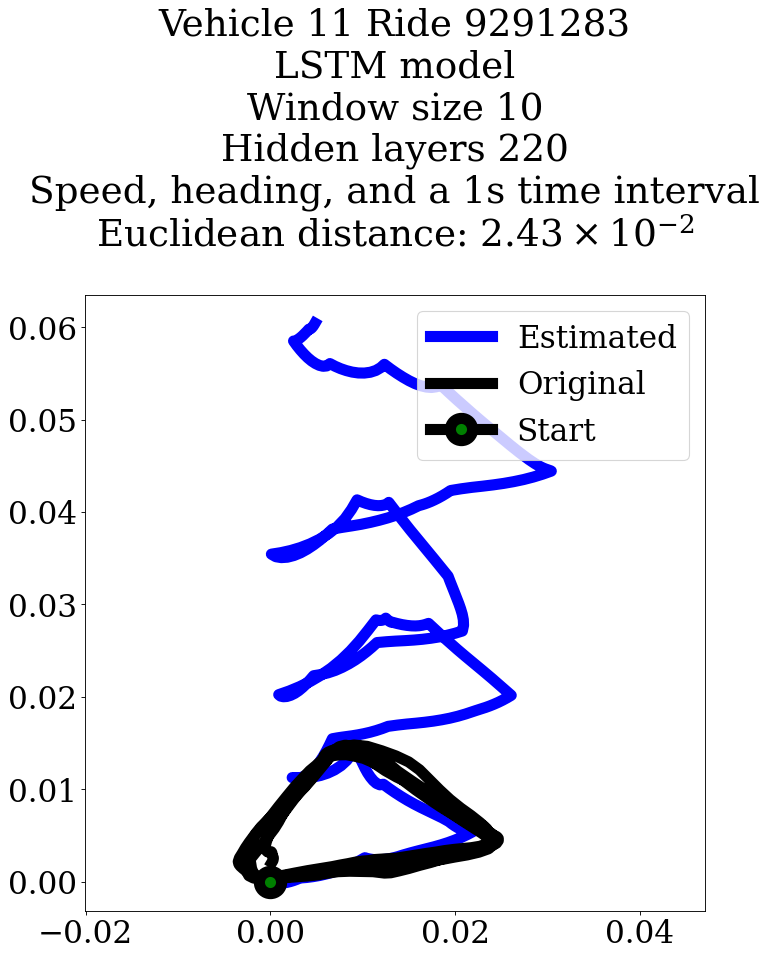 Vehicle 11 Ride 9291283
LSTM model
Window size 10
Hidden layers 220
Speed, heading, and a 1s time interval
Euclidean distance: 2.43 × 10⁻²
Estimated
Original
Start
0.06
0.05
0.04
0.03
0.02
0.01
0.00
−0.02
0.00
0.02
0.04